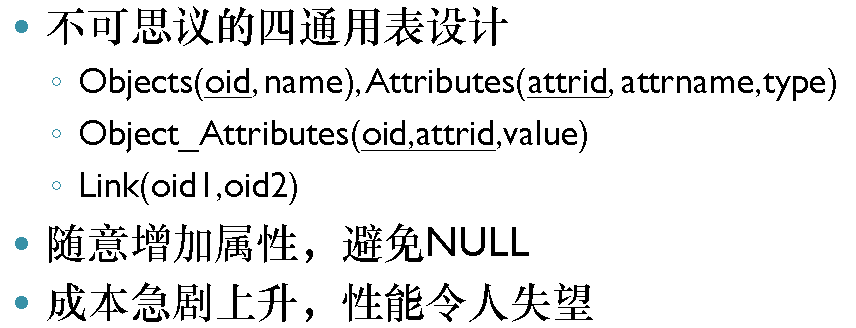 不可思议的四通用表设计
Objects(oid, name), Attributes(attrid, attrname,type)
Object_Attributes(oid,attrid,value)
Link(oid1,oid2)
随意增加属性，避免NULL
成本急剧上升，性能令人失望